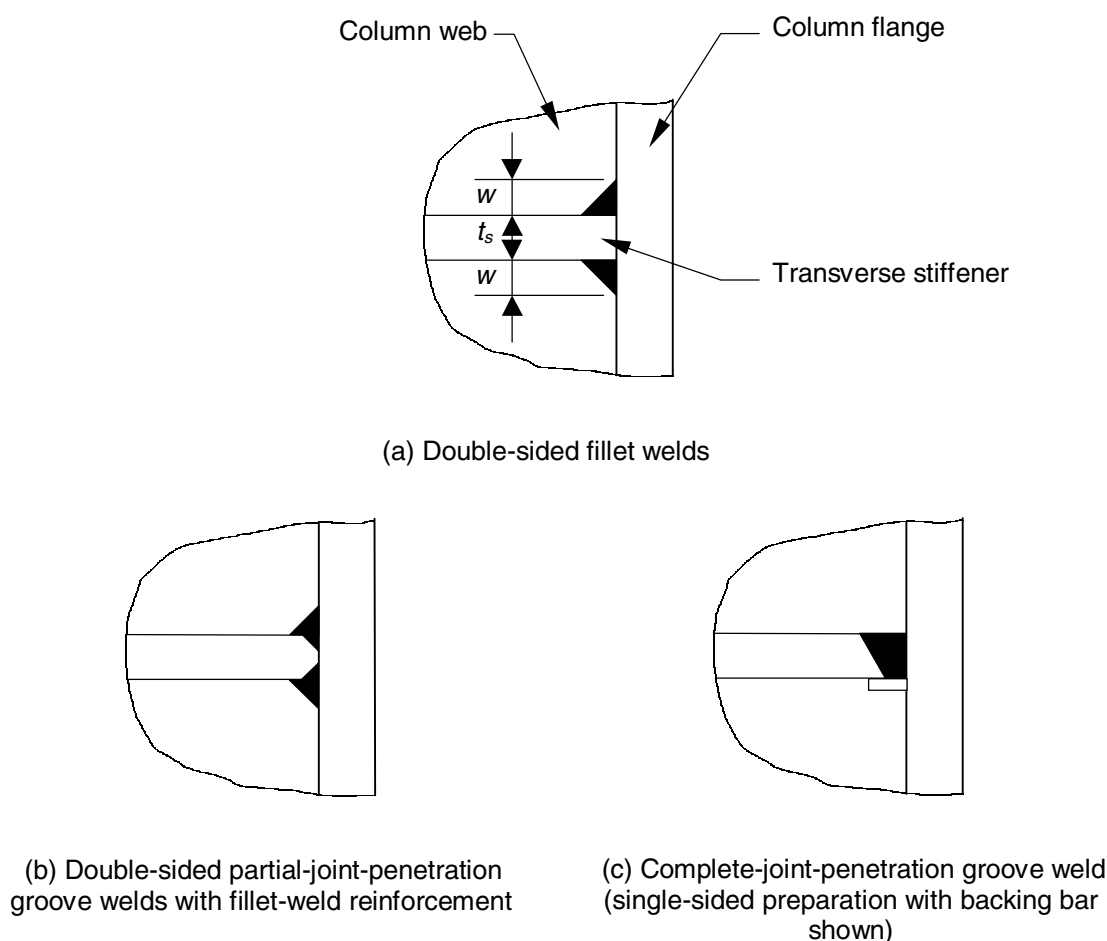 Column web
Column flange
w
t_s
w
Transverse stiffener
(a) Double-sided fillet welds
(b) Double-sided partial-joint-penetration
groove welds with fillet-weld reinforcement
(c) Complete-joint-penetration groove weld
(single-sided preparation with backing bar
shown)